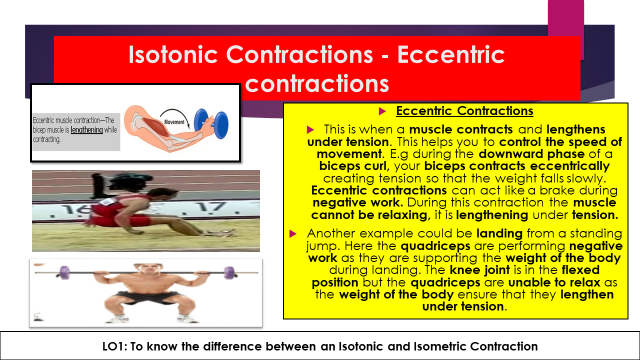 Isotonic Contractions - Eccentric
contractions
Eccentric muscle contraction—The
bicep muscle is lengthening while
contracting.
Movement
16
17
Eccentric Contractions
This is when a muscle contracts and lengthens
under tension. This helps you to control the speed of
movement. E.g during the downward phase of a
biceps curl, your biceps contracts eccentrically
creating tension so that the weight falls slowly.
Eccentric contractions can act like a brake during
negative work. During this contraction the muscle
cannot be relaxing, it is lengthening under tension.
Another example could be landing from a standing
jump. Here the quadriceps are performing negative
work as they are supporting the weight of the body
during landing. The knee joint is in the flexed
position but the quadriceps are unable to relax as
the weight of the body ensure that they lengthen
under tension.
LO1: To know the difference between an Isotonic and Isometric Contraction